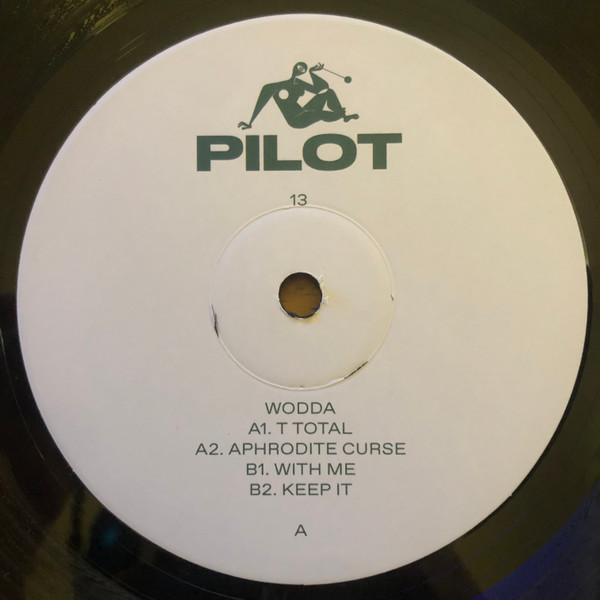 PILOT
13
WODDA
A1. T TOTAL
A2. APHRODITE CURSE
B1. WITH ME
B2. KEEP IT
A